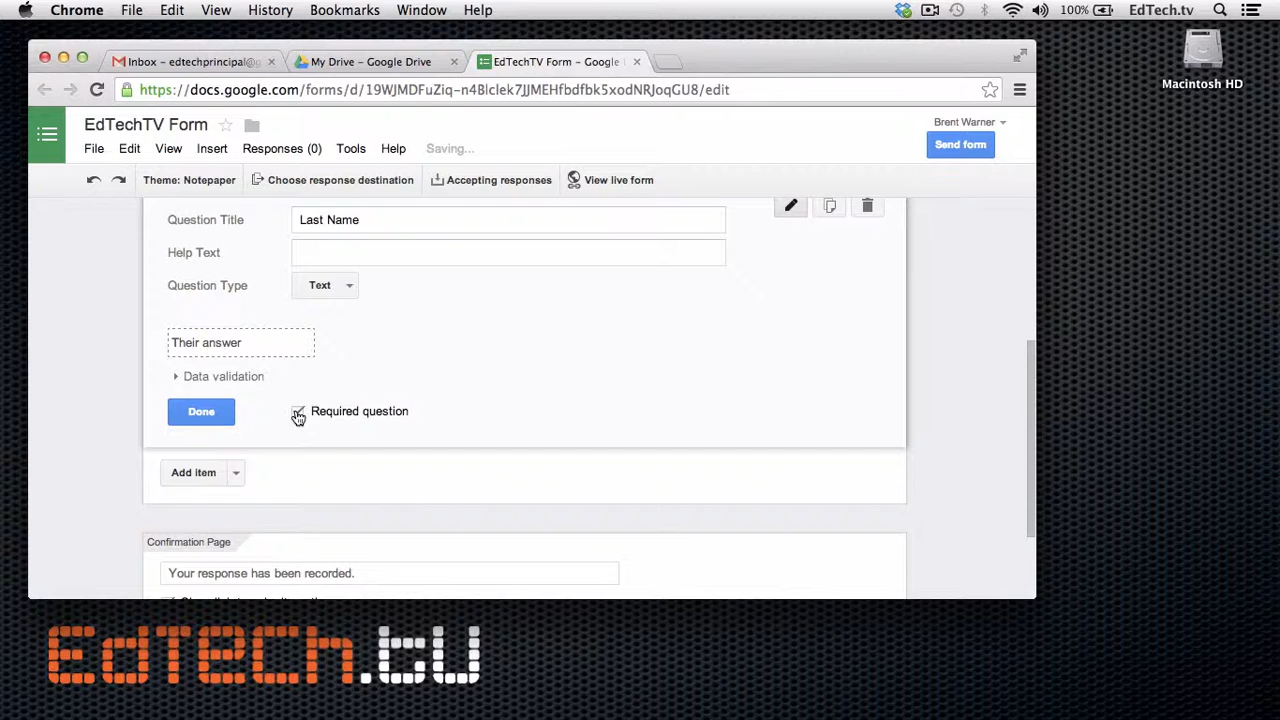 Chrome File Edit View History Bookmarks Window Help 100% EdTech.tv
Macintosh HD
Inbox – edtechprincipal@g
My Drive – Google Drive
EdTechTV Form – Google
https://docs.google.com/forms/d/19WJMDFuZiq-n4Blclek7JJMEHfbdfbk5xodNRJoqGU8/edit
EdTechTV Form
Brent Warner
File Edit View Insert Responses (0) Tools Help Saving...
Send form
Theme: Notepaper Choose response destination Accepting responses View live form
Question Title Last Name
Help Text
Question Type Text
Their answer
Data validation
Done Required question
Add item
Confirmation Page
Your response has been recorded.
EdTECh.tv